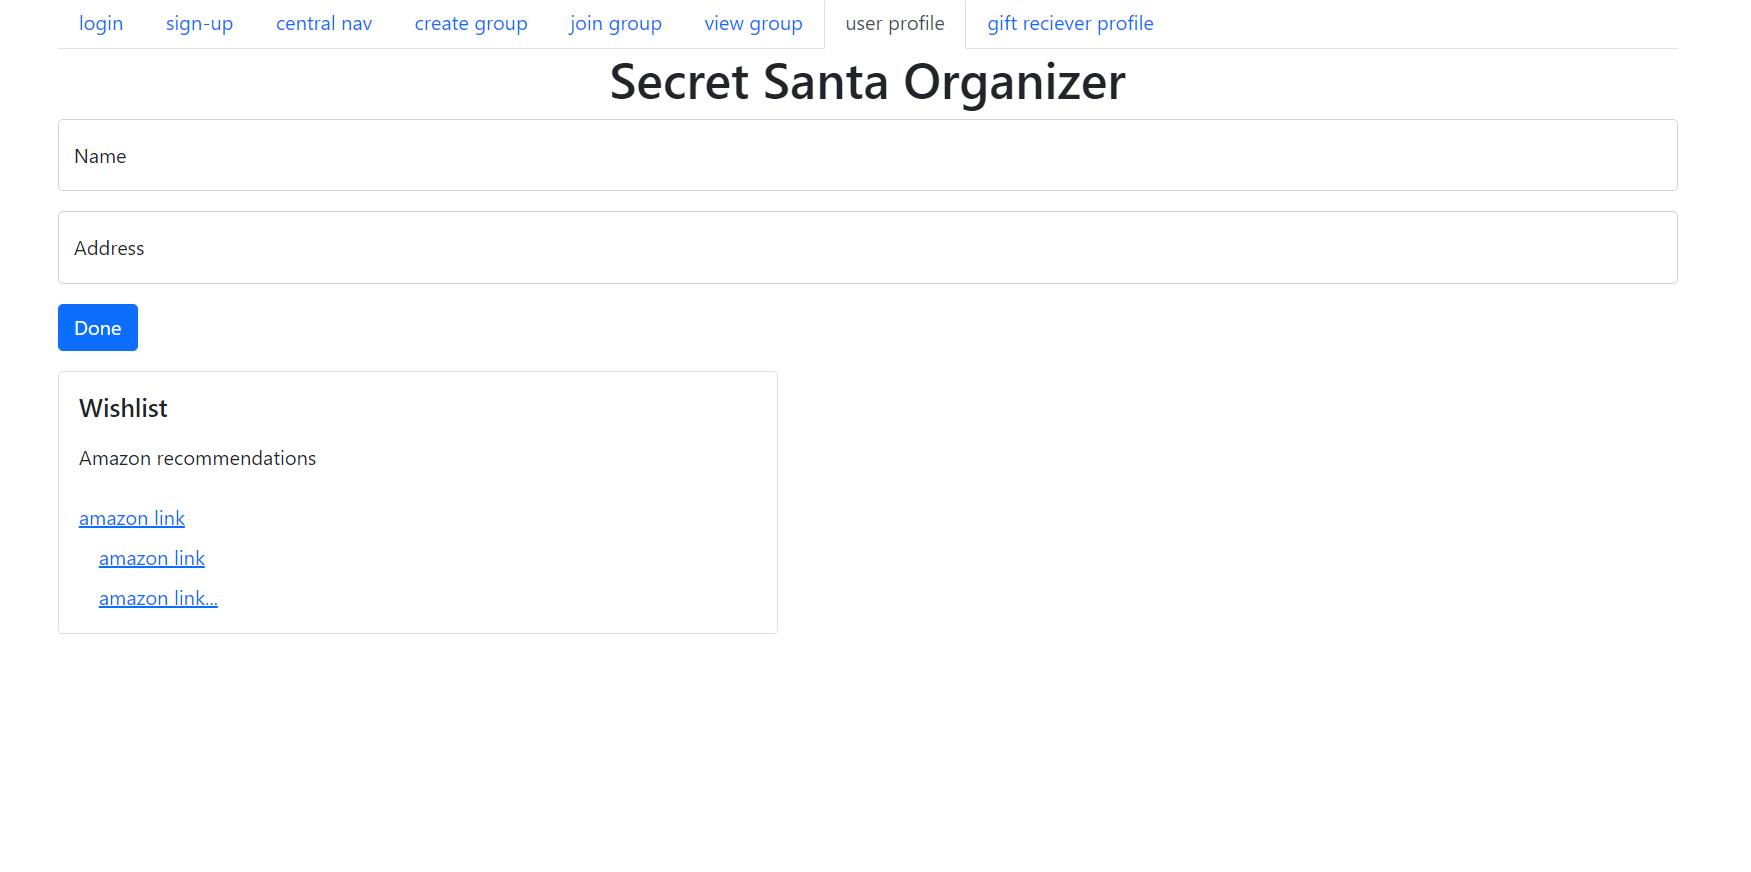 login sign-up central nav create group join group view group user profile gift reciever profile
Secret Santa Organizer
Name
Address
Done
Wishlist
Amazon recommendations
amazon link
amazon link
amazon link...